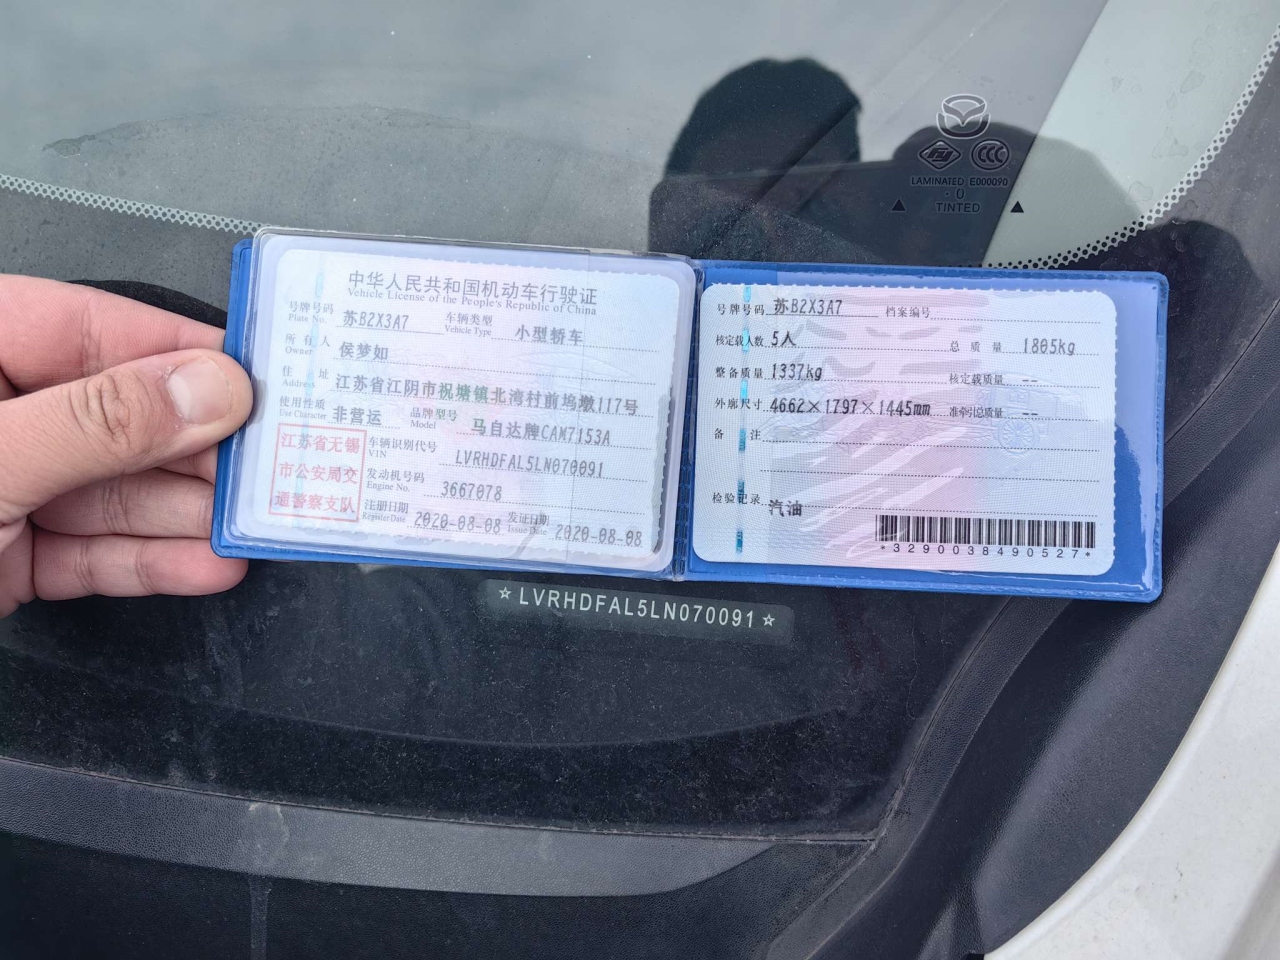 LAMINATED E000090
0
TINTED
中华人民共和国机动车行驶证
Vehicle License of the People's Republic of China
号牌号码 苏B2X3A7 车辆类型 小型轿车
Plate No. Vehicle Type
所有人 侯梦如
Owner
住址 江苏省江阴市祝塘镇北湾村前坞墩117号
Address
使用性质 非营运 品牌型号 马自达牌CAM7153A
Use Character Model
江苏省无锡
市公安局交
通警察支队
车辆识别代号 LVRHDFAL5LN070091
VIN
发动机号码 3667078
Engine No.
注册日期 2020-08-08 发证日期 2020-08-08
Register Date Issue Date
号牌号码 苏B2X3A7 档案编号
核定载人数 5人 总质量 1805kg
整备质量 1337kg 核定载质量 --
外廓尺寸 4662×1797×1445mm 准牵引总质量 --
备注
检验记录 汽油
*3290038490527*
☆LVRHDFAL5LN070091☆